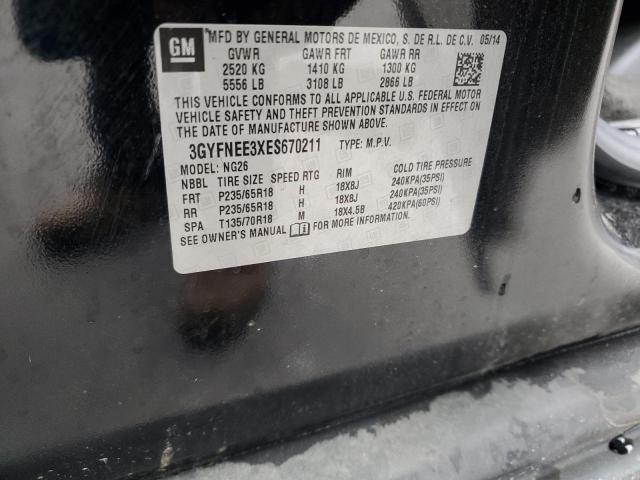 GM
MFD BY GENERAL MOTORS DE MEXICO, S. DE R.L. DE C.V. 05/14
GVWR GAWR FRT GAWR RR
2520 KG 1410 KG 1300 KG
5556 LB 3108 LB 2866 LB
THIS VEHICLE CONFORMS TO ALL APPLICABLE U.S. FEDERAL MOTOR
VEHICLE SAFETY AND THEFT PREVENTION STANDARDS IN EFFECT ON
THE DATE OF MANUFACTURE SHOWN ABOVE.
3GYFNEE3XES670211 TYPE: M.P.V.
MODEL: NG26
NBBL TIRE SIZE SPEED RTG RIM COLD TIRE PRESSURE
FRT P235/65R18 H 18X8J 240KPA(35PSI)
RR P235/65R18 H 18X8J 240KPA(35PSI)
SPA T135/70R18 M 18X4.5B 420KPA(60PSI)
SEE OWNER'S MANUAL FOR MORE INFORMATION.